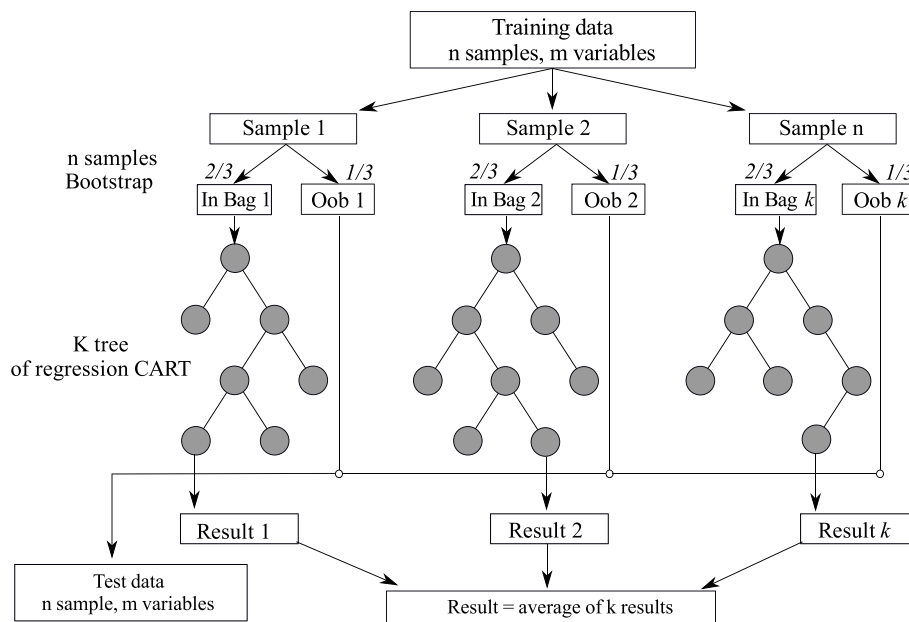 Training data
n samples, m variables
Sample 1
Sample 2
Sample n
n samples
Bootstrap
2/3
1/3
2/3
1/3
2/3
1/3
In Bag 1
Oob 1
In Bag 2
Oob 2
In Bag k
Oob k
K tree
of regression CART
Result 1
Result 2
Result k
Test data
n sample, m variables
Result = average of k results